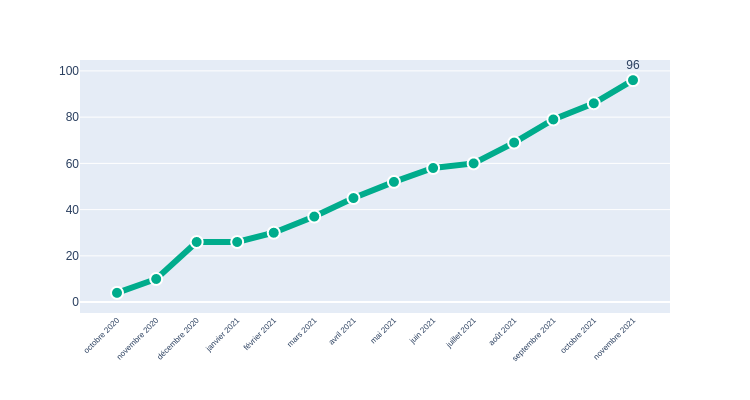 96
100
80
60
40
20
0
octobre 2020
novembre 2020
décembre 2020
janvier 2021
février 2021
mars 2021
avril 2021
mai 2021
juin 2021
juillet 2021
août 2021
septembre 2021
octobre 2021
novembre 2021